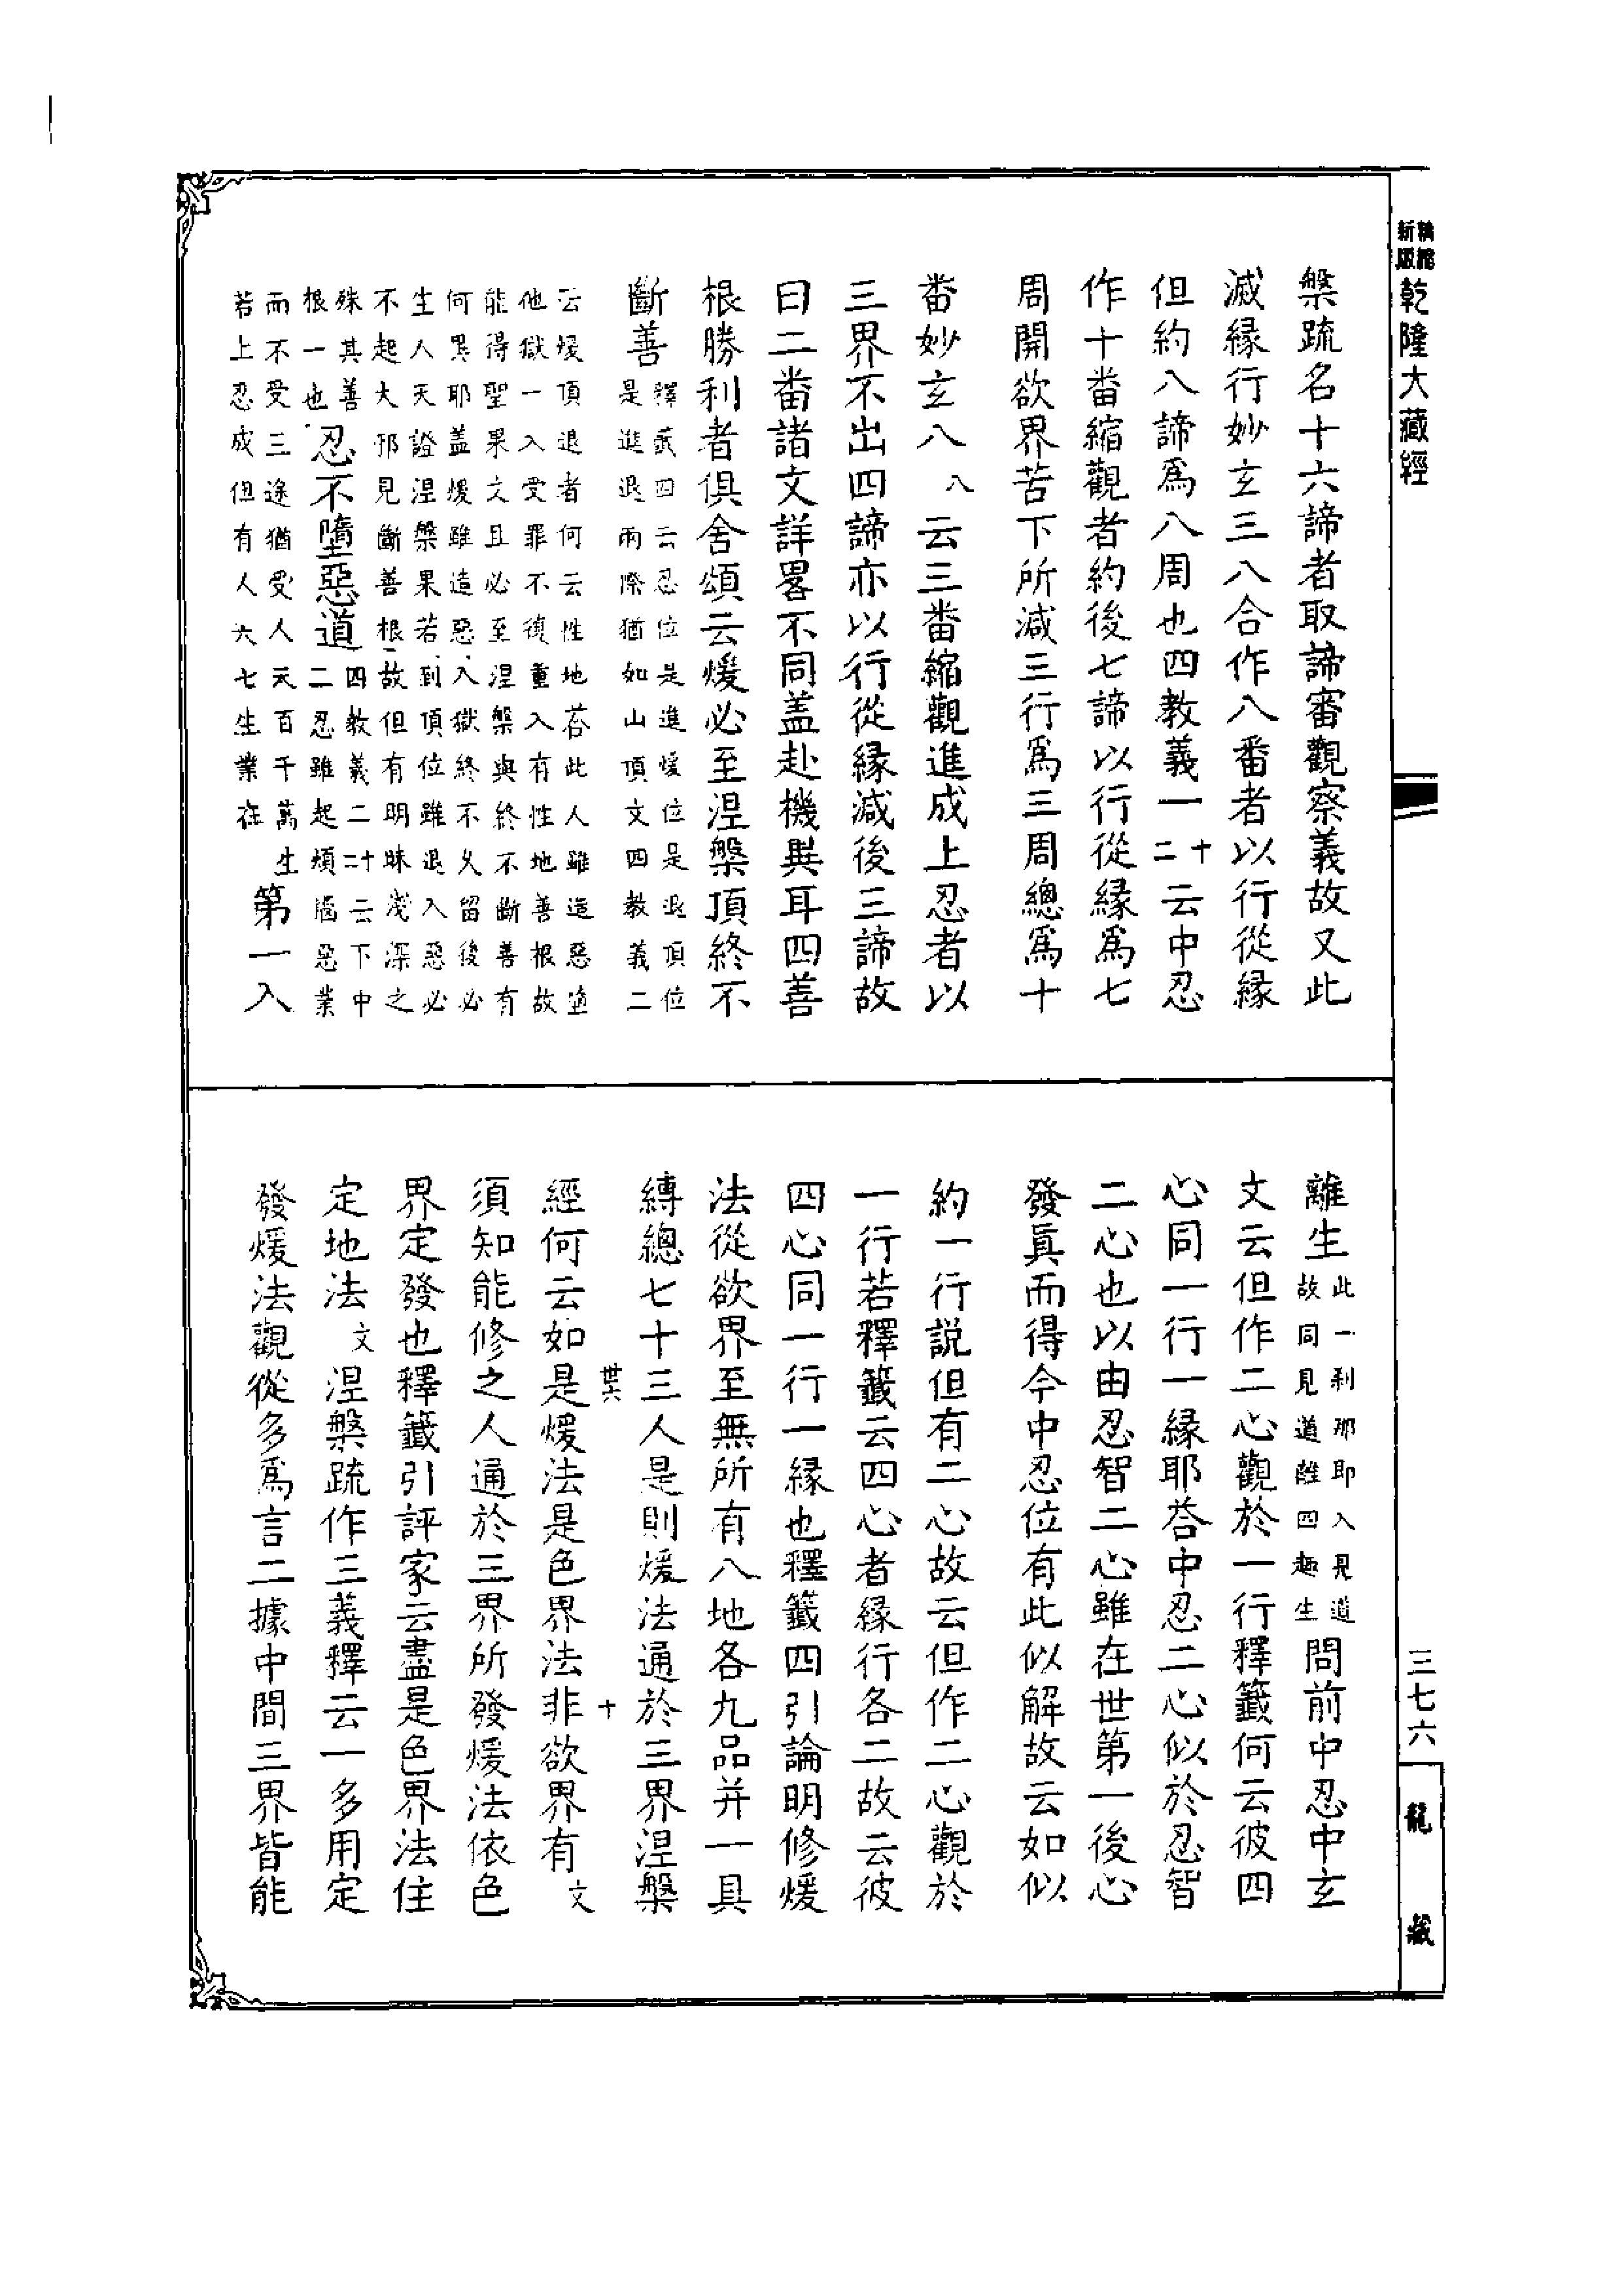 新版精縮
乾隆大藏經
槃䟽名十六諦者取諦審觀察義故又此
滅緣行妙玄三八合作八番者以行從緣
但約八諦爲八周也四教義一十二云中忍
作十番縮觀者約後七諦以行從緣爲七
周開欲界苦下所減三行爲三周總爲十
番妙玄八八云三番縮觀進成上忍者以
三界不出四諦亦以行從緣減後三諦故
曰二番諸文詳畧不同盖赴機異耳四善
根勝利者俱舍頌云煖必至涅槃頂終不
斷善釋籤四云忍位是進煖位是退頂位
是進退兩際猶如山頂文四教義二
云煖頂退者何云性地荅此人雖造惡墮
他獄一入受罪不復重入有性地善根故
能得聖果文且必至涅槃與終不斷善有
何異耶盖煖雖造惡入獄終不久留後必
生人天證涅槃果若到頂位雖退入惡必
不起大邪見斷善根故但有明昧淺深之
殊其善四教義二二十云下中
根一也忍不墮惡道二忍雖起煩惱惡業
而不受三途猶受人天百千萬生
若上忍成但有人天七生業在第一入
離生此一刹那即入見道
故同見道離四趣生問前中忍中玄
文云但作二心觀於一行釋籤何云彼四
心同一行一緣耶荅中忍二心似於忍智
二心也以由忍智二心雖在世第一後心
發眞而得今中忍位有此似解故云如似
約一行説但有二心故云但作二心觀於
一行若釋籤云四心者緣行各二故云彼
四心同一行一緣也釋籤四引論明修煖
法從欲界至無所有八地各九品并一具
縛總七十三人是則煖法通於三界涅槃
世六
十
經何云如是煖法是色界法非欲界有文
須知能修之人通於三界所發煖法依色
界定發也釋籤引評家云盡是色界法住
定地法文涅槃䟽作三義釋云一多用定
發煖法觀從多爲言二據中間三界皆能
三七六
龍藏